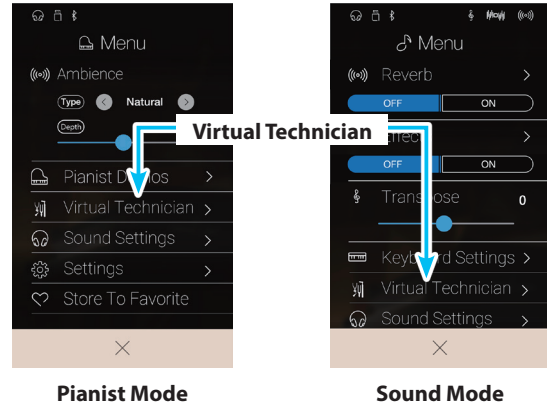 Menu
Ambience
Type Natural
Depth
Pianist Demos
Virtual Technician
Sound Settings
Settings
Store To Favorite
Pianist Mode
Virtual Technician
Menu
Reverb
OFF ON
Effect
OFF ON
Transpose 0
Keyboard Settings
Virtual Technician
Sound Settings
Sound Mode